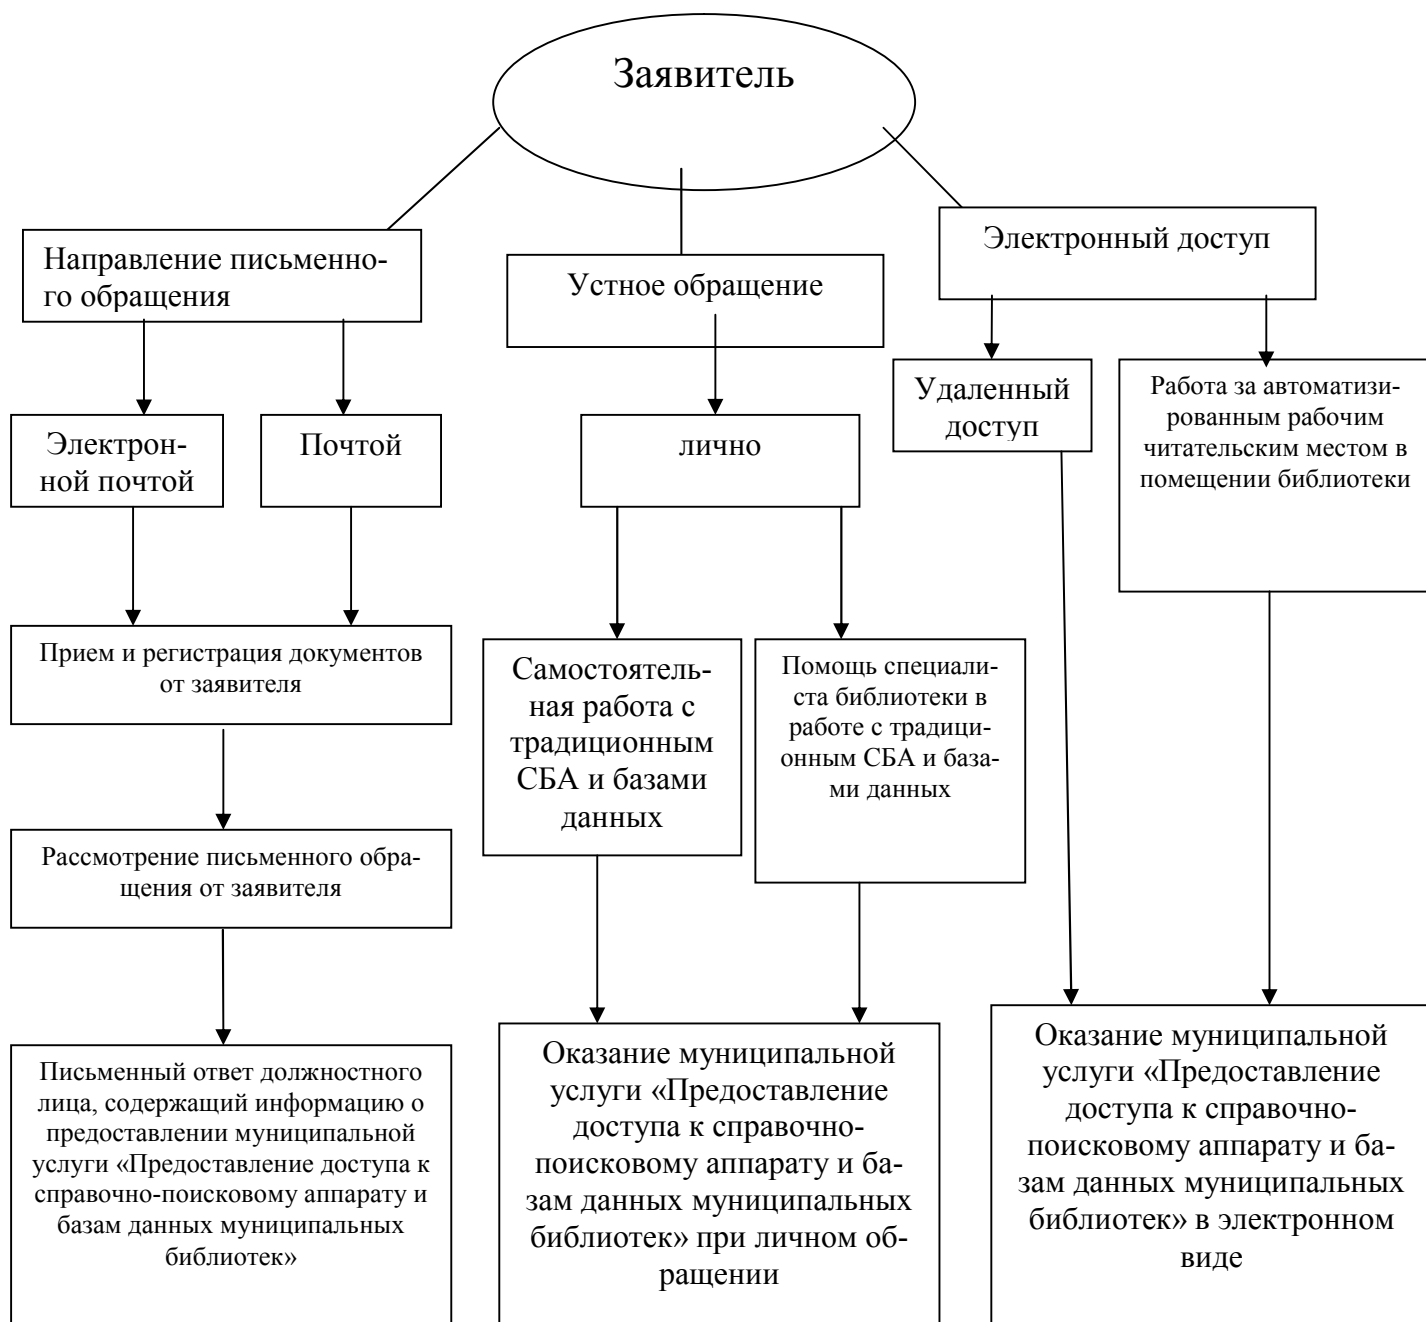 Заявитель
Направление письменно-
го обращения
Устное обращение
Электронный доступ
Электрон-
ной почтой
Почтой
лично
Удаленный
доступ
Работа за автоматизи-
рованным рабочим
читательским местом в
помещении библиотеки
Прием и регистрация документов
от заявителя
Самостоятель-
ная работа с
традиционным
СБА и базами
данных
Помощь специали-
ста библиотеки в
работе с традици-
онным СБА и база-
ми данных
Рассмотрение письменного обра-
щения от заявителя
Письменный ответ должностного
лица, содержащий информацию о
предоставлении муниципальной
услуги «Предоставление доступа к
справочно-поисковому аппарату и
базам данных муниципальных
библиотек»
Оказание муниципальной
услуги «Предоставление
доступа к справочно-
поисковому аппарату и ба-
зам данных муниципальных
библиотек» при личном об-
ращении
Оказание муниципальной
услуги «Предоставление
доступа к справочно-
поисковому аппарату и ба-
зам данных муниципальных
библиотек» в электронном
виде